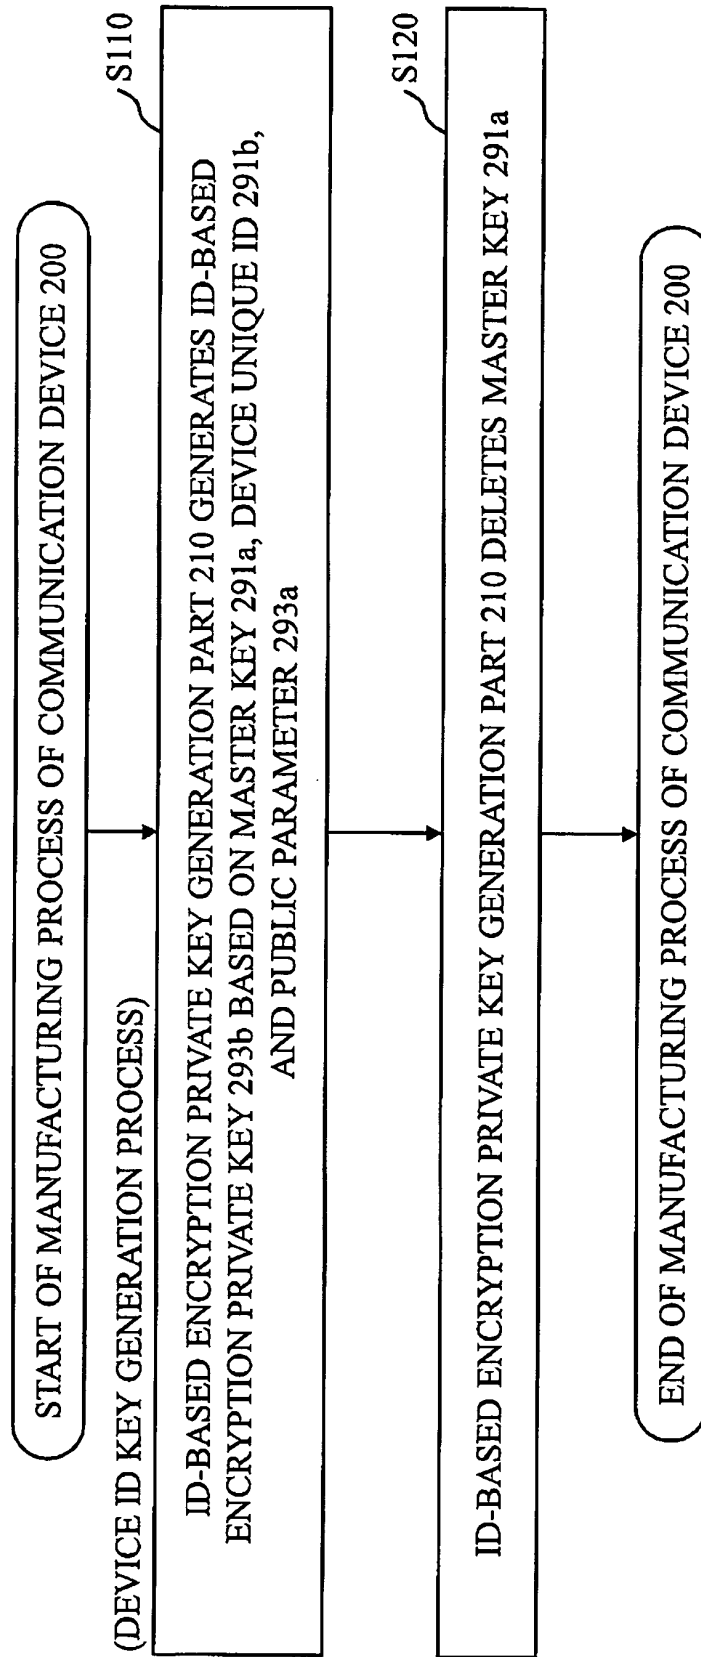 START OF MANUFACTURING PROCESS OF COMMUNICATION DEVICE 200
(DEVICE ID KEY GENERATION PROCESS)
S110
ID-BASED ENCRYPTION PRIVATE KEY GENERATION PART 210 GENERATES ID-BASED
ENCRYPTION PRIVATE KEY 293b BASED ON MASTER KEY 291a, DEVICE UNIQUE ID 291b,
AND PUBLIC PARAMETER 293a
S120
ID-BASED ENCRYPTION PRIVATE KEY GENERATION PART 210 DELETES MASTER KEY 291a
END OF MANUFACTURING PROCESS OF COMMUNICATION DEVICE 200